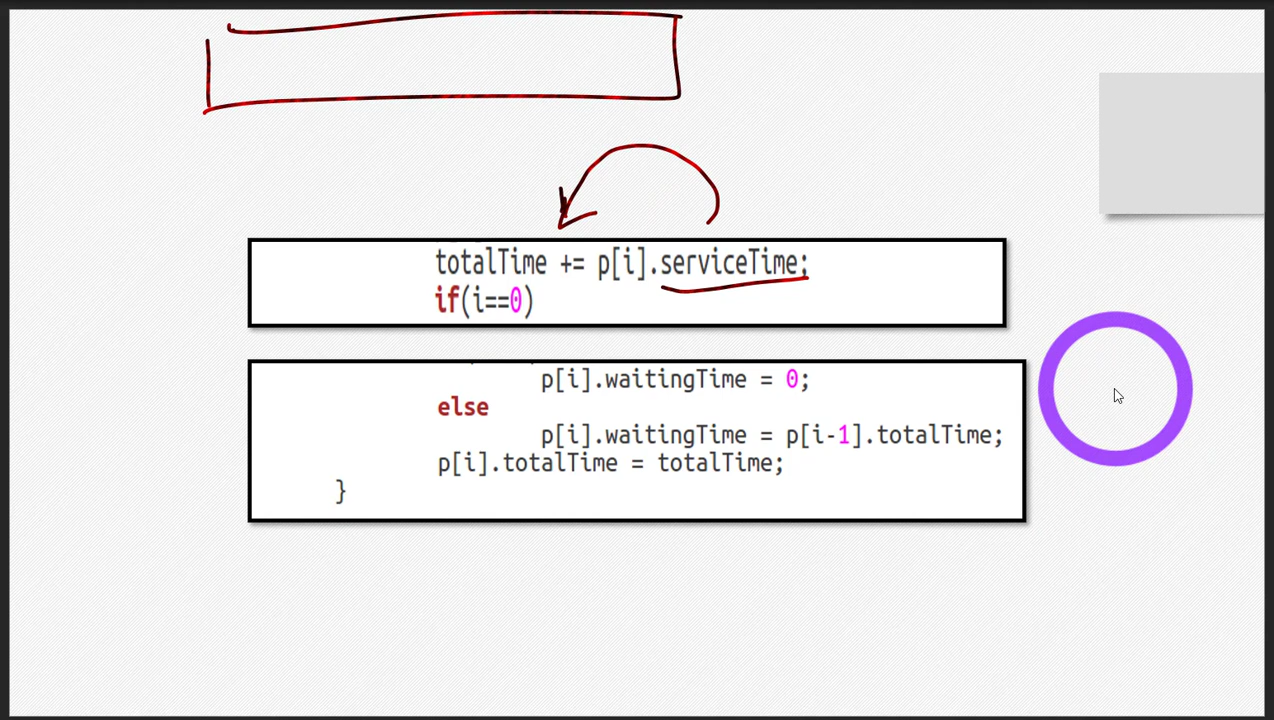 totalTime += p[i].serviceTime;
if(i==0)
p[i].waitingTime = 0;
else
p[i].waitingTime = p[i-1].totalTime;
p[i].totalTime = totalTime;
}